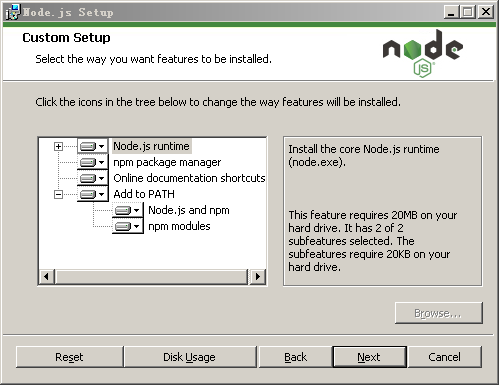 Node.js Setup
Custom Setup
Select the way you want features to be installed.
node
JS
Click the icons in the tree below to change the way features will be installed.
Node.js runtime
npm package manager
Online documentation shortcuts
Add to PATH
Node.js and npm
npm modules
Install the core Node.js runtime
(node.exe).
This feature requires 20MB on your
hard drive. It has 2 of 2
subfeatures selected. The
subfeatures require 20KB on your
hard drive.
Browse...
Reset
Disk Usage
Back
Next
Cancel